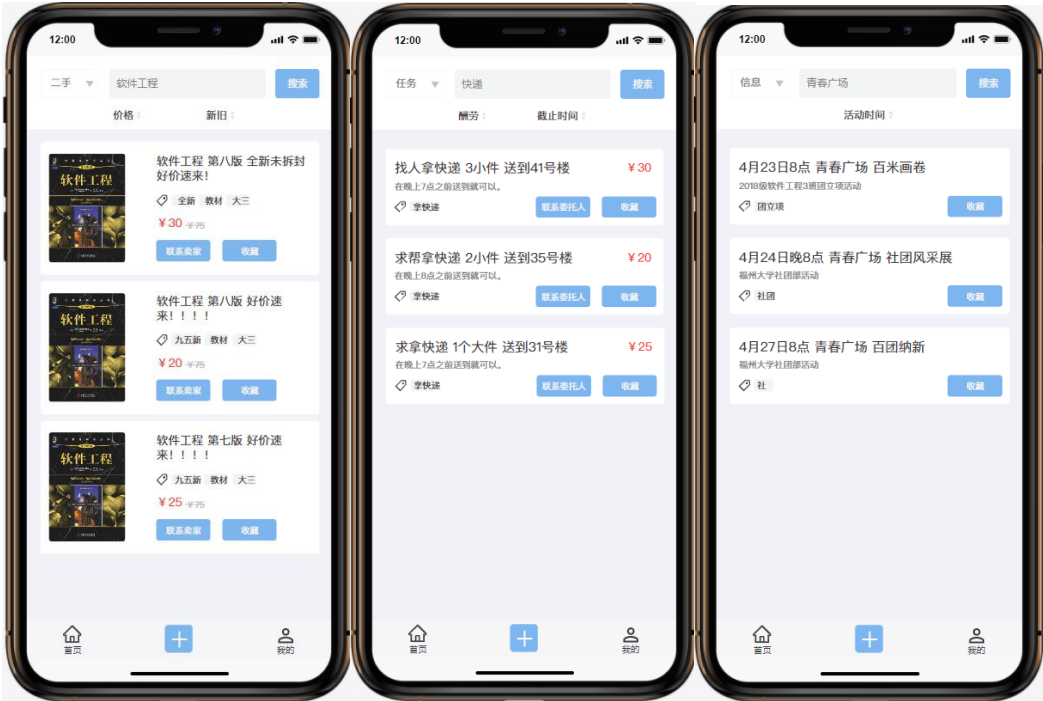 12:00
二手
软件工程
搜索
价格
新旧
软件工程
软件工程 第八版 全新未拆封
好价速来!
全新 教材 大三
¥30 ¥75
联系卖家
收藏
软件工程
软件工程 第八版 好价速
来!!!!
九五新 教材 大三
¥20 ¥75
联系卖家
收藏
软件工程
软件工程 第七版 好价速
来!!!!
九五新 教材 大三
¥25 ¥75
联系卖家
收藏
首页
我的
12:00
任务
快递
搜索
酬劳
截止时间
找人拿快递 3小件 送到41号楼
¥30
在晚上7点之前送到就可以。
拿快递
联系委托人
收藏
求帮拿快递 2小件 送到35号楼
¥20
在晚上8点之前送到就可以。
拿快递
联系委托人
收藏
求拿快递 1个大件 送到31号楼
¥25
在晚上7点之前送到就可以。
拿快递
联系委托人
收藏
首页
我的
12:00
信息
青春广场
搜索
活动时间
4月23日8点 青春广场 百米画卷
2018级软件工程3班团立项活动
团立项
收藏
4月24日晚8点 青春广场 社团风采展
福州大学社团部活动
社团
收藏
4月27日8点 青春广场 百团纳新
福州大学社团部活动
社
收藏
首页
我的